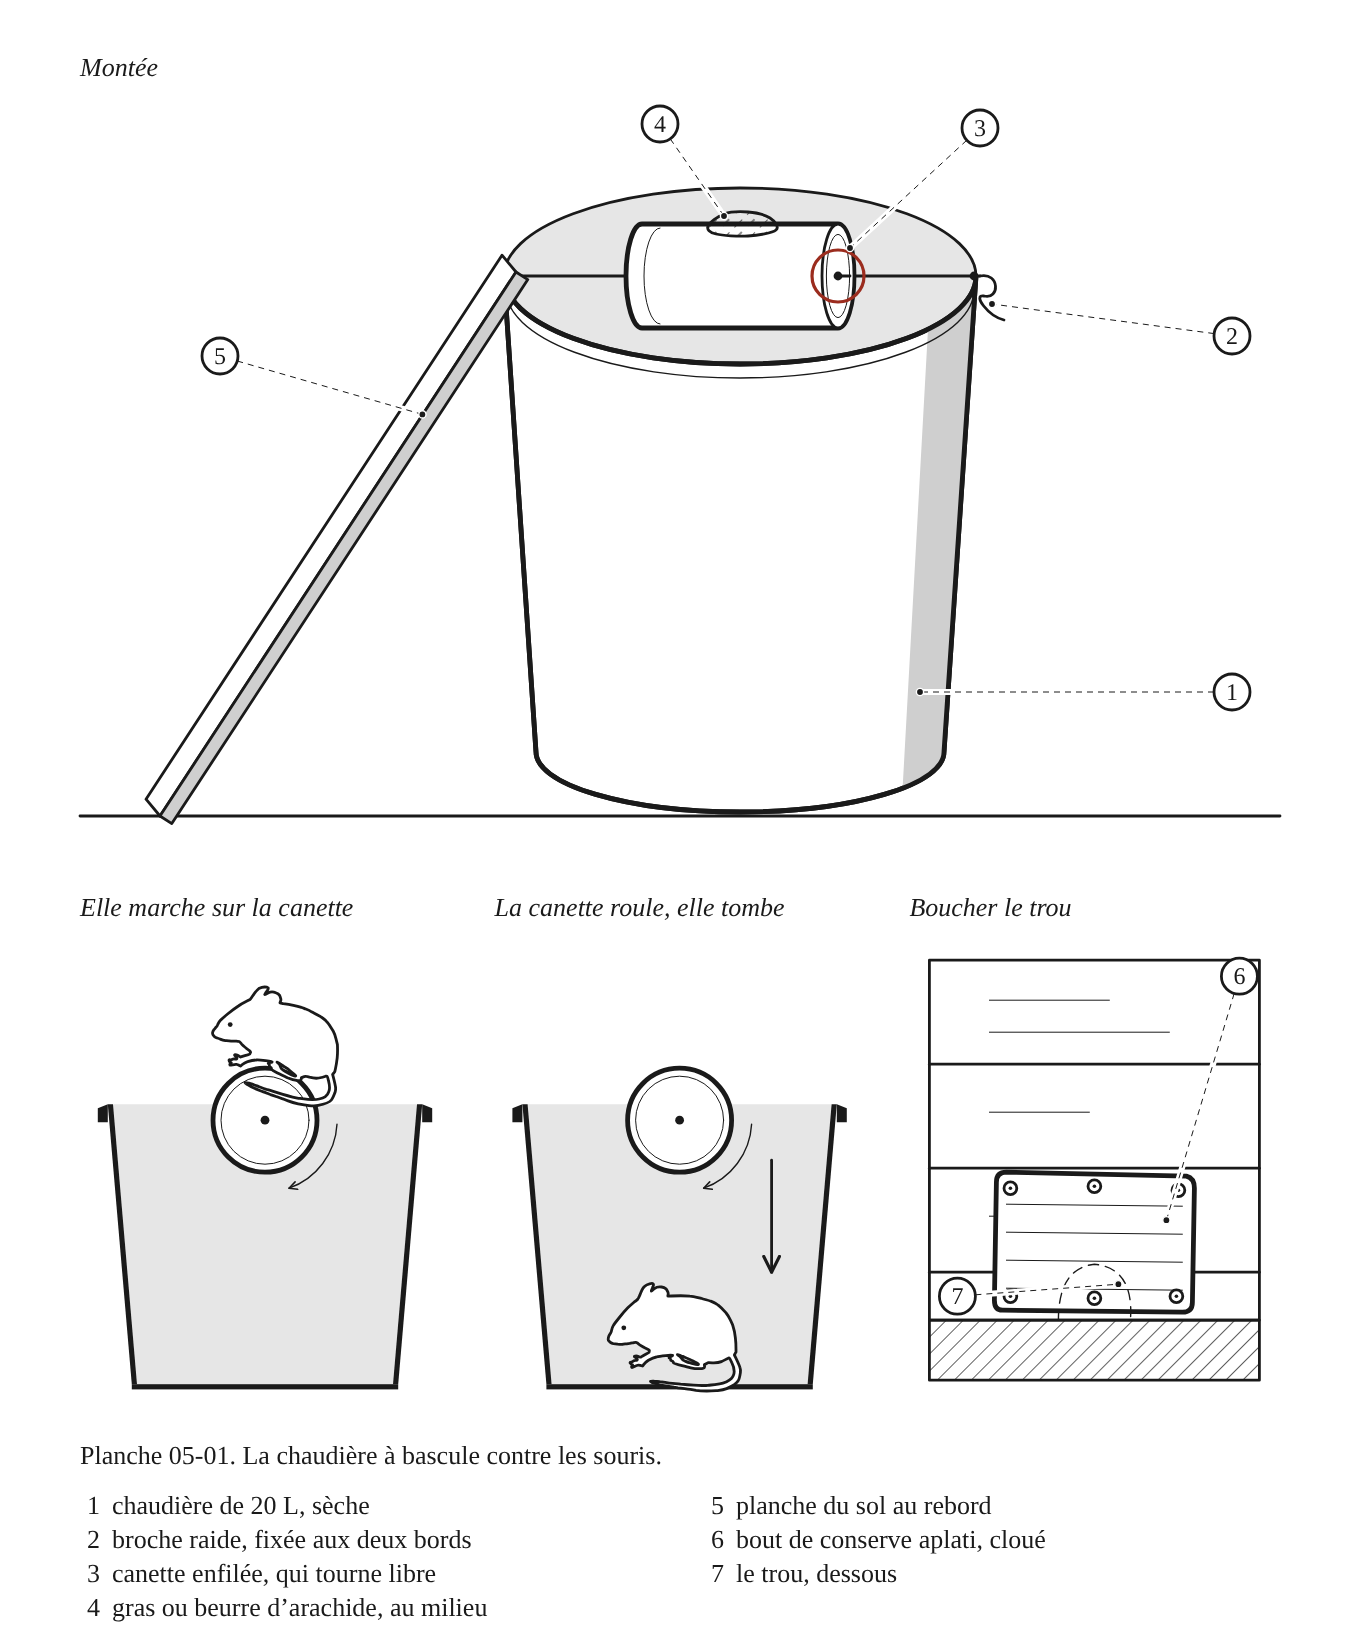 Montée
4
3
5
2
1
Elle marche sur la canette
La canette roule, elle tombe
Boucher le trou
6
7
Planche 05-01. La chaudière à bascule contre les souris.
1 chaudière de 20 L, sèche
2 broche raide, fixée aux deux bords
3 canette enfilée, qui tourne libre
4 gras ou beurre d’arachide, au milieu
5 planche du sol au rebord
6 bout de conserve aplati, cloué
7 le trou, dessous